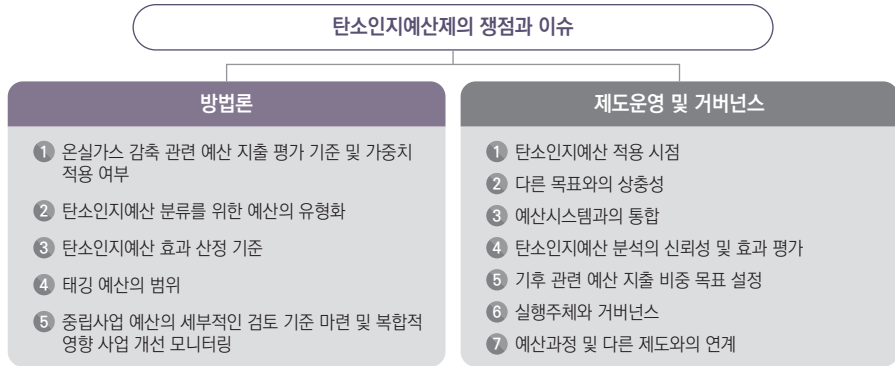 탄소인지예산제의 쟁점과 이슈
방법론
1 온실가스 감축 관련 예산 지출 평가 기준 및 가중치
적용 여부
2 탄소인지예산 분류를 위한 예산의 유형화
3 탄소인지예산 효과 산정 기준
4 태깅 예산의 범위
5 중립사업 예산의 세부적인 검토 기준 마련 및 복합적
영향 사업 개선 모니터링
제도운영 및 거버넌스
1 탄소인지예산 적용 시점
2 다른 목표와의 상충성
3 예산시스템과의 통합
4 탄소인지예산 분석의 신뢰성 및 효과 평가
5 기후 관련 예산 지출 비중 목표 설정
6 실행주체와 거버넌스
7 예산과정 및 다른 제도와의 연계